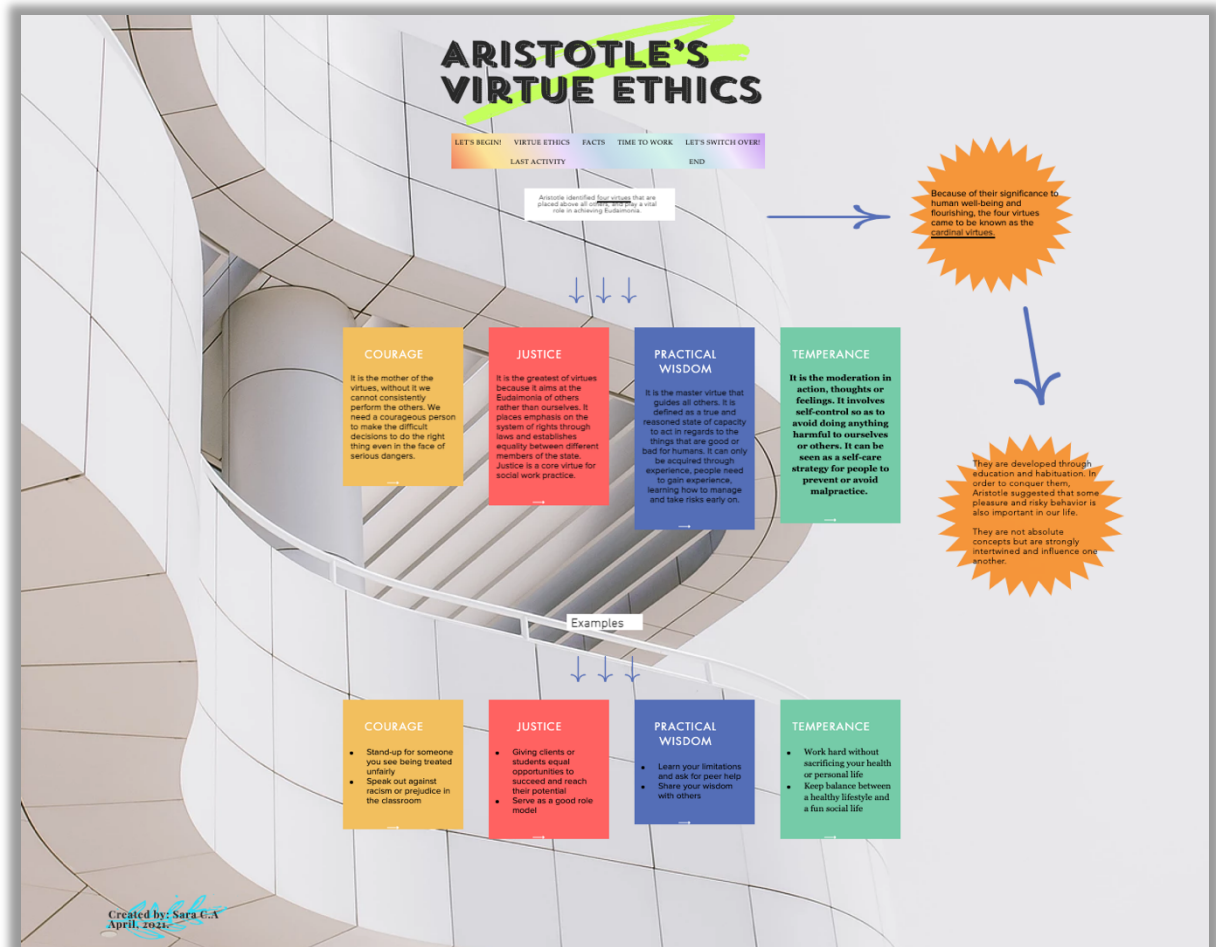 ARISTOTLE'S
VIRTUE ETHICS
LET'S BEGIN! VIRTUE ETHICS FACTS TIME TO WORK LET'S SWITCH OVER!
LAST ACTIVITY END
Aristotle identified four virtues that are
placed above all others, and play a vital
role in achieving Eudaimonia.
Because of their significance to
human well-being and
flourishing, the four virtues
came to be known as the
cardinal virtues.
COURAGE
It is the mother of the
virtues, without it we
cannot consistently
perform the others. We
need a courageous person
to make the difficult
decisions to do the right
thing even in the face of
serious dangers.
JUSTICE
It is the greatest of virtues
because it aims at the
Eudaimonia of others
rather than ourselves. It
places emphasis on the
system of rights through
laws and establishes
equality between different
members of the state.
Justice is a core virtue for
social work practice.
PRACTICAL
WISDOM
It is the master virtue that
guides all others. It is
defined as a true and
reasoned state of capacity
to act in regards to the
things that are good or
bad for humans. It can only
be acquired through
experience, people need
to gain experience,
learning how to manage
and take risks early on.
TEMPERANCE
It is the moderation in
action, thoughts or
feelings. It involves
self-control so as to
avoid doing anything
harmful to ourselves
or others. It can be
seen as a self-care
strategy for people to
prevent or avoid
malpractice.
They are developed through
education and habituation. In
order to conquer them,
Aristotle suggested that some
pleasure and risky behavior is
also important in our life.
They are not absolute
concepts but are strongly
intertwined and influence one
another.
Examples
COURAGE
• Stand-up for someone
you see being treated
unfairly
• Speak out against
racism or prejudice in
the classroom
JUSTICE
• Giving clients or
students equal
opportunities to
succeed and reach
their potential
• Serve as a good role
model
PRACTICAL
WISDOM
• Learn your limitations
and ask for peer help
• Share your wisdom
with others
TEMPERANCE
• Work hard without
sacrificing your health
or personal life
• Keep balance between
a healthy lifestyle and
a fun social life
Created by: Sara C.A
April, 2021.